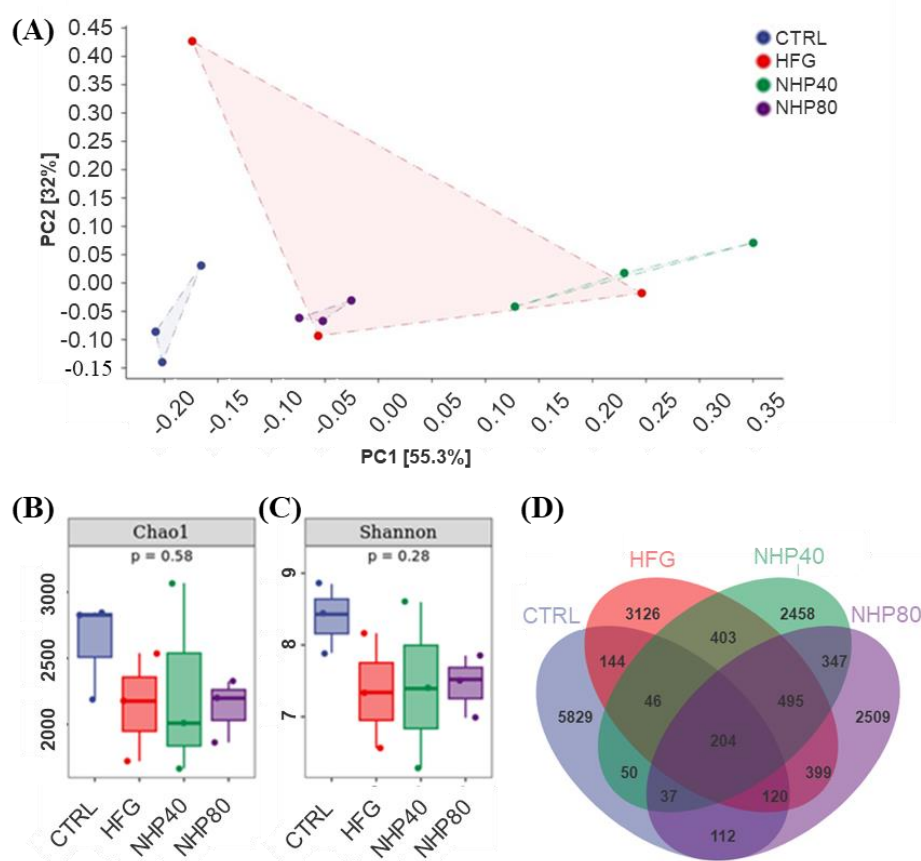 (A)
CTRL
HFG
NHP40
NHP80
PC2 [32%]
0.45
0.40
0.35
0.30
0.25
0.20
0.15
0.10
0.05
0.00
-0.05
-0.10
-0.15
-0.20
-0.15
-0.10
-0.05
0.00
0.05
0.10
0.15
0.20
0.25
0.30
0.35
PC1 [55.3%]
(B)
Chao1
p = 0.58
3000
2500
2000
CTRL
HFG
NHP40
NHP80
(C)
Shannon
p = 0.28
9
8
7
CTRL
HFG
NHP40
NHP80
(D)
CTRL
HFG
NHP40
NHP80
3126
2458
403
144
347
46
495
5829
2509
204
50
399
37
120
112